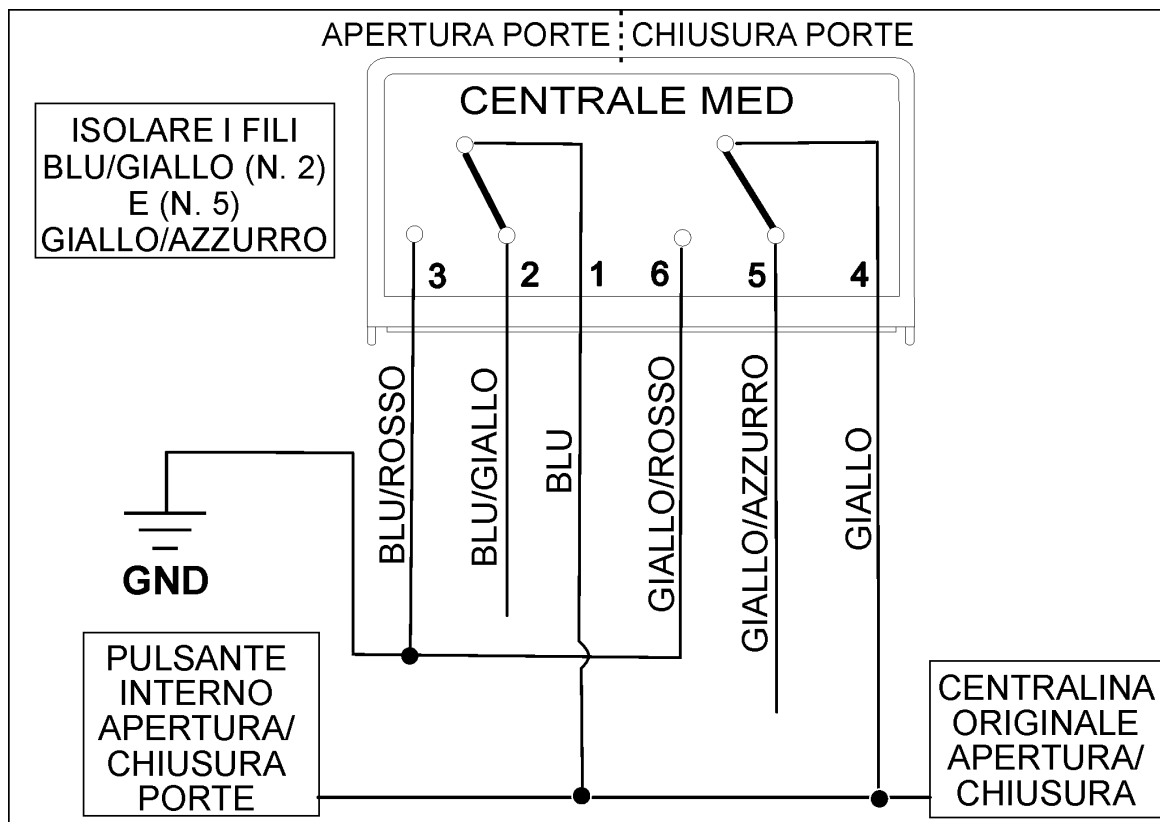 APERTURA PORTE
CHIUSURA PORTE
CENTRALE MED
ISOLARE I FILI
BLU/GIALLO (N. 2)
E (N. 5)
GIALLO/AZZURRO
3
2
1
6
5
4
BLU/ROSSO
BLU/GIALLO
BLU
GIALLO/ROSSO
GIALLO/AZZURRO
GIALLO
GND
PULSANTE
INTERNO
APERTURA/
CHIUSURA
PORTE
CENTRALINA
ORIGINALE
APERTURA/
CHIUSURA